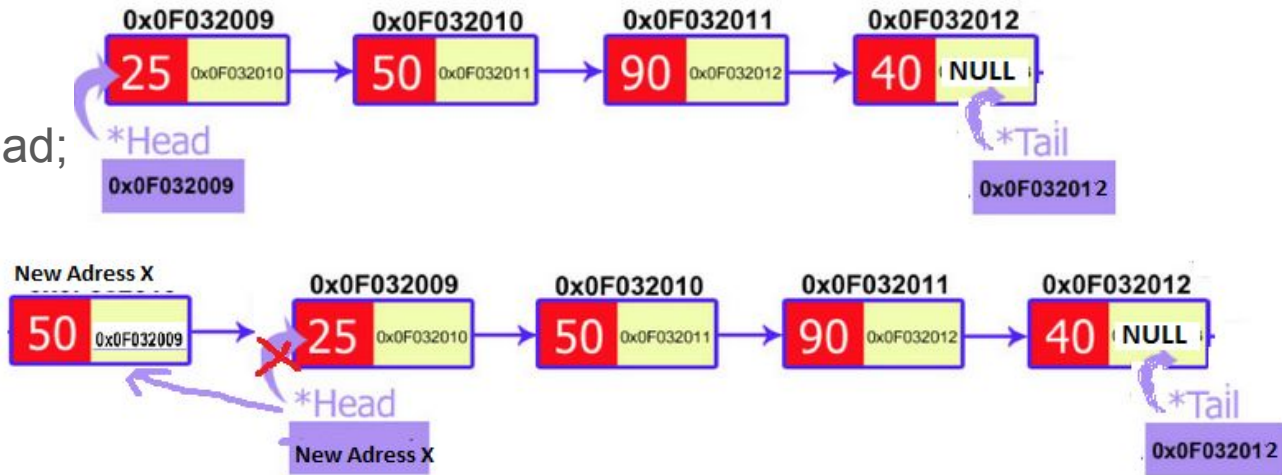 0x0F032009 0x0F032010 0x0F032011 0x0F032012
25 0x0F032010 50 0x0F032011 90 0x0F032012 40 NULL
ad; *Head *Tail
0x0F032009 0x0F032012
New Adress X 0x0F032009 0x0F032010 0x0F032011 0x0F032012
50 0x0F032009 25 0x0F032010 50 0x0F032011 90 0x0F032012 40 NULL
*Head *Tail
New Adress X 0x0F032012